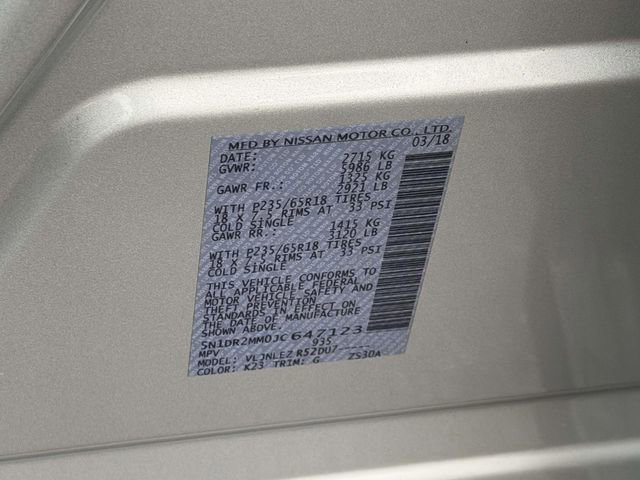 MFD BY NISSAN MOTOR CO., LTD.
DATE: 03/18
GVWR: 2715 KG
5986 LB
GAWR FR.: 1325 KG
2921 LB
WITH P235/65R18 TIRES
18 X 7.5 RIMS AT 33 PSI
COLD SINGLE
GAWR RR.: 1415 KG
3120 LB
WITH P235/65R18 TIRES
18 X 7.5 RIMS AT 33 PSI
COLD SINGLE
THIS VEHICLE CONFORMS TO
ALL APPLICABLE FEDERAL
MOTOR VEHICLE SAFETY AND
THEFT PREVENTION
STANDARDS IN EFFECT ON
THE DATE OF MANUFACTURE
SHOWN ABOVE.
5N1DR2MM0JC647123
MPV 935
MODEL: VLJNLEZ R52DU7-----
COLOR: K23 TRIM: G ZS30A